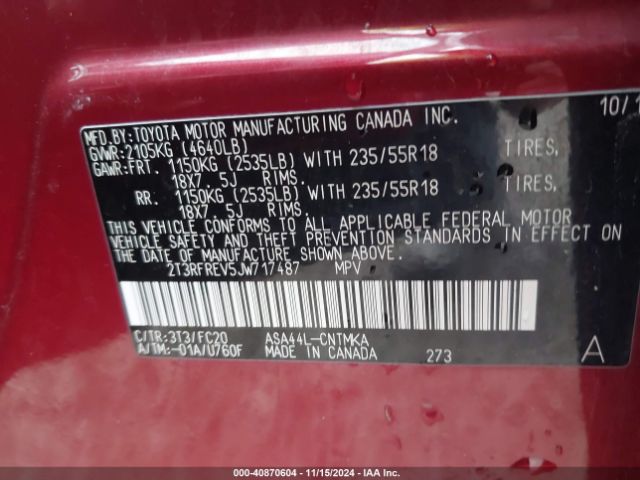 10/1
MFD.BY:TOYOTA MOTOR MANUFACTURING CANADA INC.
GVWR:2105KG (4640LB)
GAWR:FRT. 1150KG (2535LB) WITH 235/55R18 TIRES,
18X7.5J RIMS.
RR. 1150KG (2535LB) WITH 235/55R18 TIRES,
18X7.5J RIMS.
THIS VEHICLE CONFORMS TO ALL APPLICABLE FEDERAL MOTOR
VEHICLE SAFETY AND THEFT PREVENTION STANDARDS IN EFFECT ON
THE DATE OF MANUFACTURE SHOWN ABOVE.
2T3RFREV5JW717487 MPV
C/TR:3T3/FC20 ASA44L-CNTMKA
A/TM:-01A/U760F MADE IN CANADA 273 A
000-40870604 - 11/15/2024 - IAA Inc.